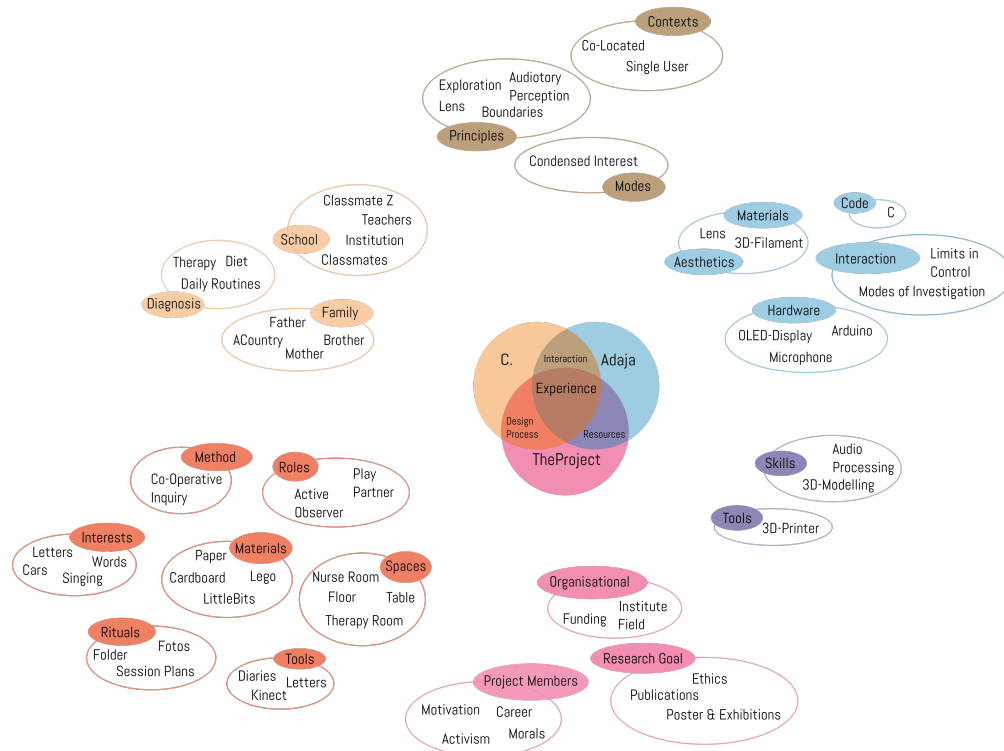 Contexts
Co-Located
Single User
Exploration
Audiotory
Perception
Lens
Boundaries
Principles
Condensed Interest
Modes
Classmate Z
Teachers
School
Institution
Classmates
Therapy
Diet
Daily Routines
Diagnosis
Family
Father
ACountry
Brother
Mother
Code
C
Materials
Lens
3D-Filament
Aesthetics
Interaction
Limits in
Control
Modes of Investigation
Hardware
OLED-Display
Arduino
Microphone
C.
Interaction
Adaja
Experience
Design
Process
Resources
TheProject
Method
Co-Operative
Inquiry
Roles
Play
Partner
Active
Observer
Skills
Audio
Processing
3D-Modelling
Tools
3D-Printer
Interests
Letters
Words
Cars
Singing
Materials
Paper
Cardboard
Lego
LittleBits
Spaces
Nurse Room
Floor
Table
Therapy Room
Rituals
Folder
Fotos
Session Plans
Tools
Diaries
Letters
Kinect
Organisational
Institute
Funding
Field
Research Goal
Ethics
Publications
Poster & Exhibitions
Project Members
Motivation
Career
Activism
Morals